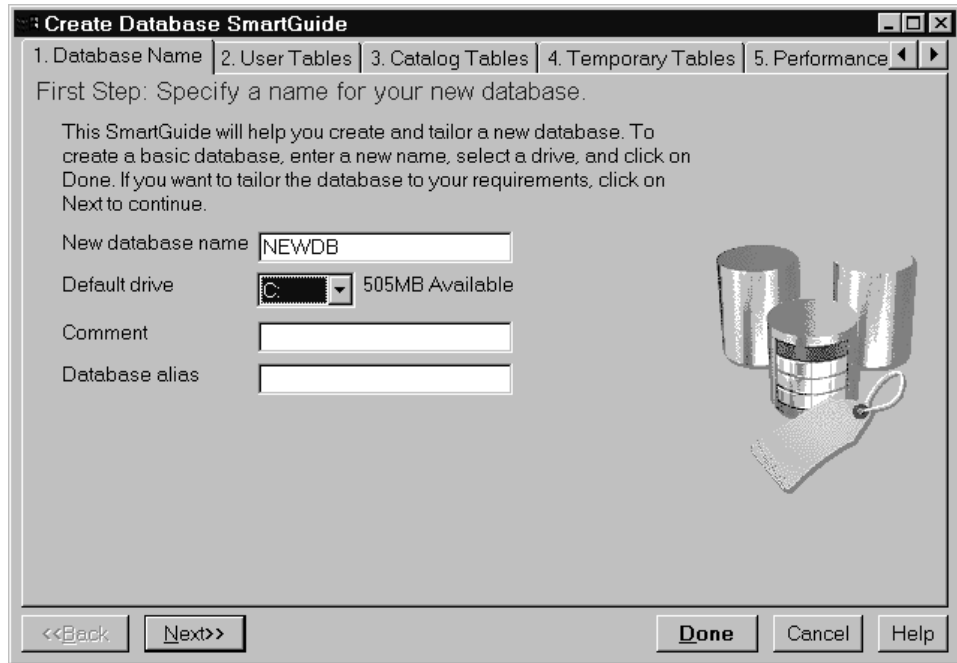 Create Database SmartGuide
1. Database Name 2. User Tables 3. Catalog Tables 4. Temporary Tables 5. Performance
First Step: Specify a name for your new database.
This SmartGuide will help you create and tailor a new database. To
create a basic database, enter a new name, select a drive, and click on
Done. If you want to tailor the database to your requirements, click on
Next to continue.
New database name NEWDB
Default drive C: 505MB Available
Comment
Database alias
<<Back Next>> Done Cancel Help